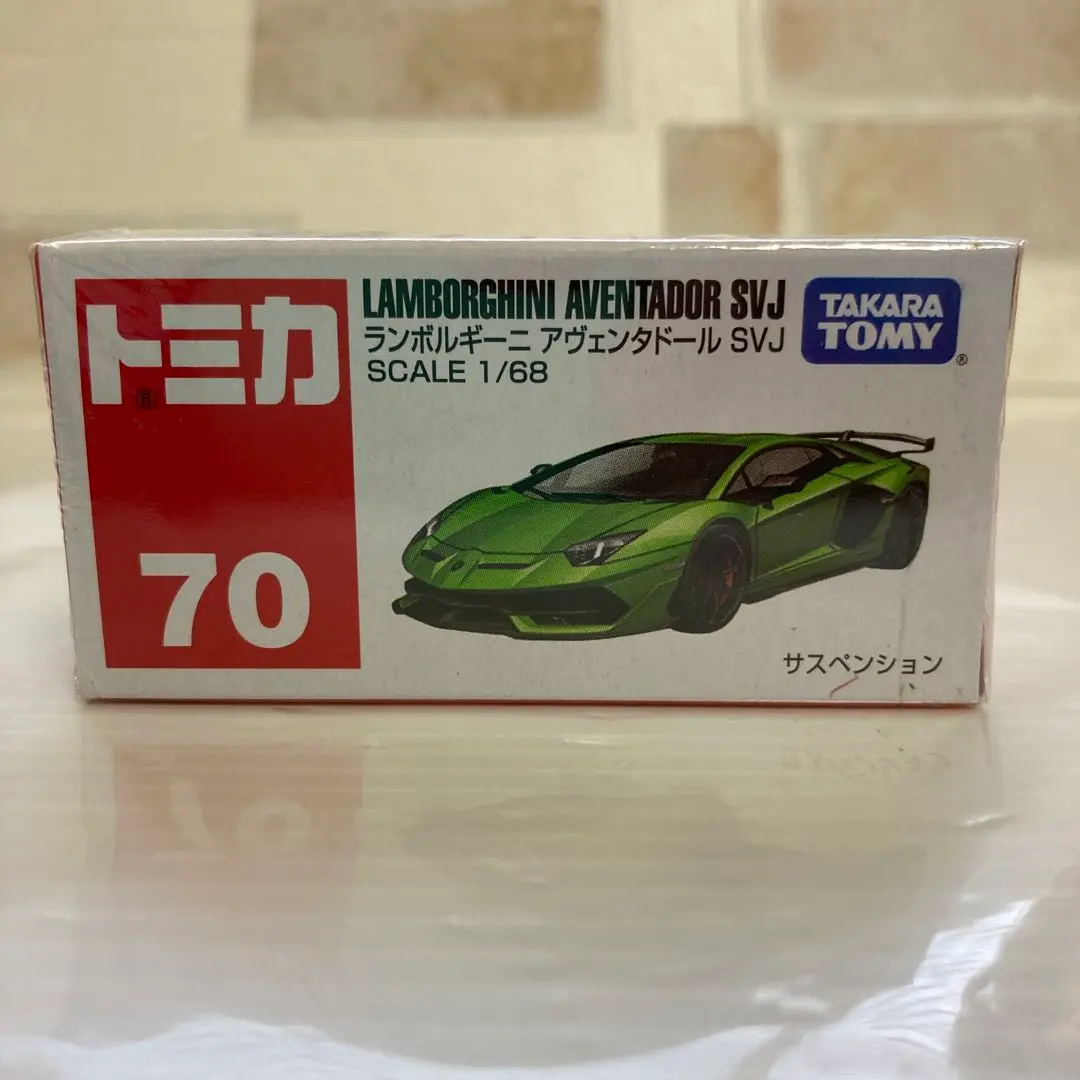 トミカ®
70
LAMBORGHINI AVENTADOR SVJ
ランボルギーニ アヴェンタドール SVJ
SCALE 1/68
TAKARA
TOMY®
サスペンション